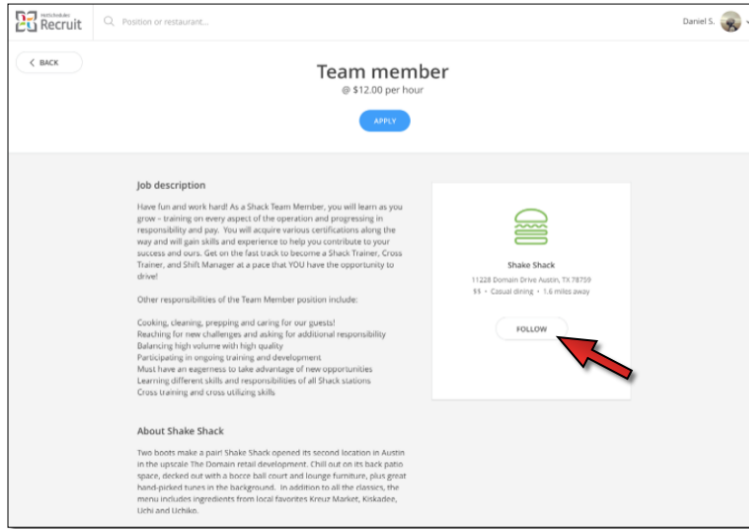 Recruit
Position or restaurant...
Daniel S.
BACK
Team member
@ $12.00 per hour
APPLY
Job description
Have fun and work hard! As a Shack Team Member, you will learn as you
grow – training on every aspect of the operation and progressing in
responsibility and pay. You will acquire various certifications along the
way and will gain skills and experience to help you contribute to your
success and ours. Get on the fast track to become a Shack Trainer, Cross
Trainer, and Shift Manager at a pace that YOU have the opportunity to
drive!
Other responsibilities of the Team Member position include:
Cooking, cleaning, prepping and caring for our guests!
Reaching for new challenges and asking for additional responsibility
Balancing high volume with high quality
Participating in ongoing training and development
Must have an eagerness to take advantage of new opportunities
Learning different skills and responsibilities of all Shack stations
Cross training and cross utilizing skills
About Shake Shack
Two boots make a pair! Shake Shack opened its second location in Austin
in the upscale The Domain retail development. Chill out on its back patio
space, decked out with a bocce ball court and lounge furniture, plus great
hand-picked tunes in the background. In addition to all the classics, the
menu includes ingredients from local favorites Kreuz Market, Kiskadee,
Uchi and Uchiko.
Shake Shack
11228 Domain Drive Austin, TX 78759
$$ • Casual dining • 1.6 miles away
FOLLOW